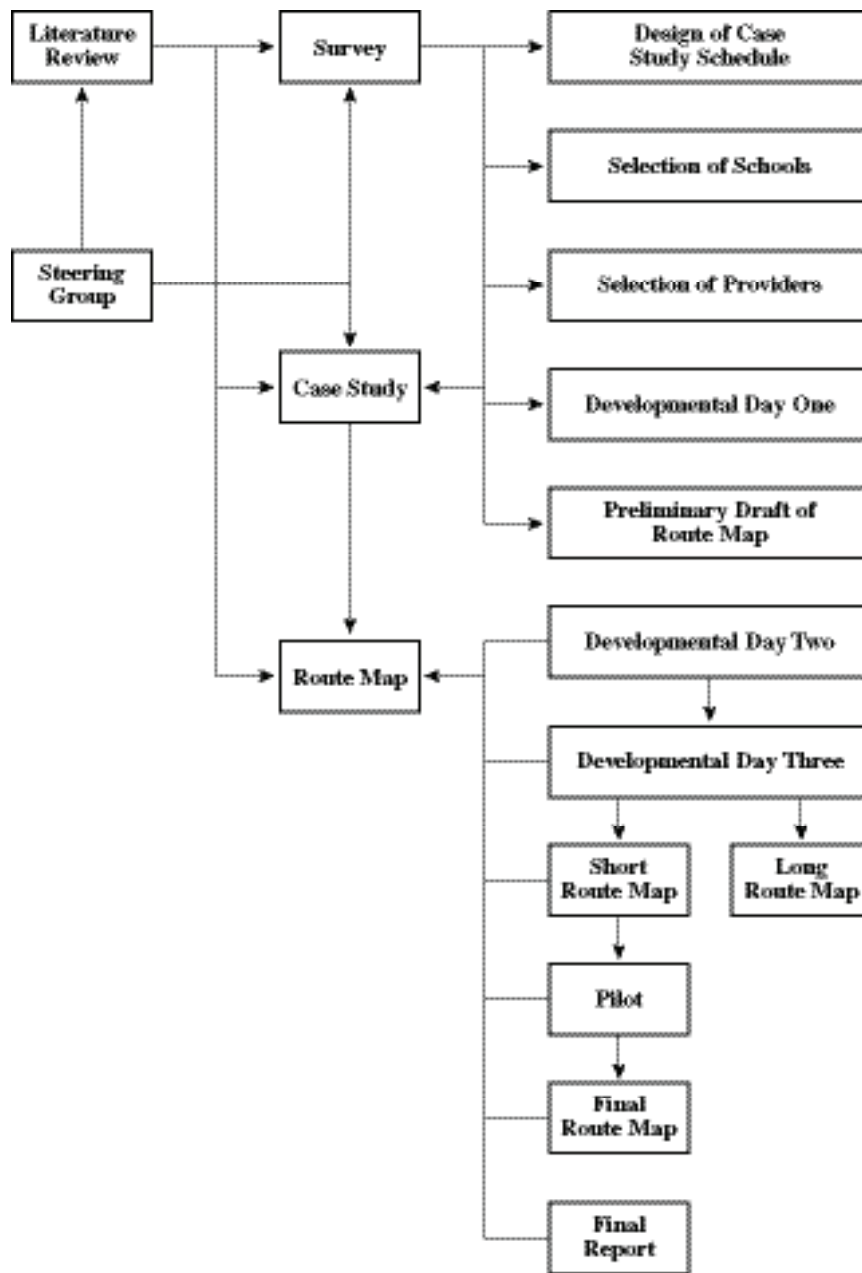 Literature
Review
Survey
Design of Case
Study Schedule
Selection of Schools
Steering
Group
Selection of Providers
Case Study
Developmental Day One
Preliminary Draft of
Route Map
Route Map
Developmental Day Two
Developmental Day Three
Short
Route Map
Long
Route Map
Pilot
Final
Route Map
Final
Report